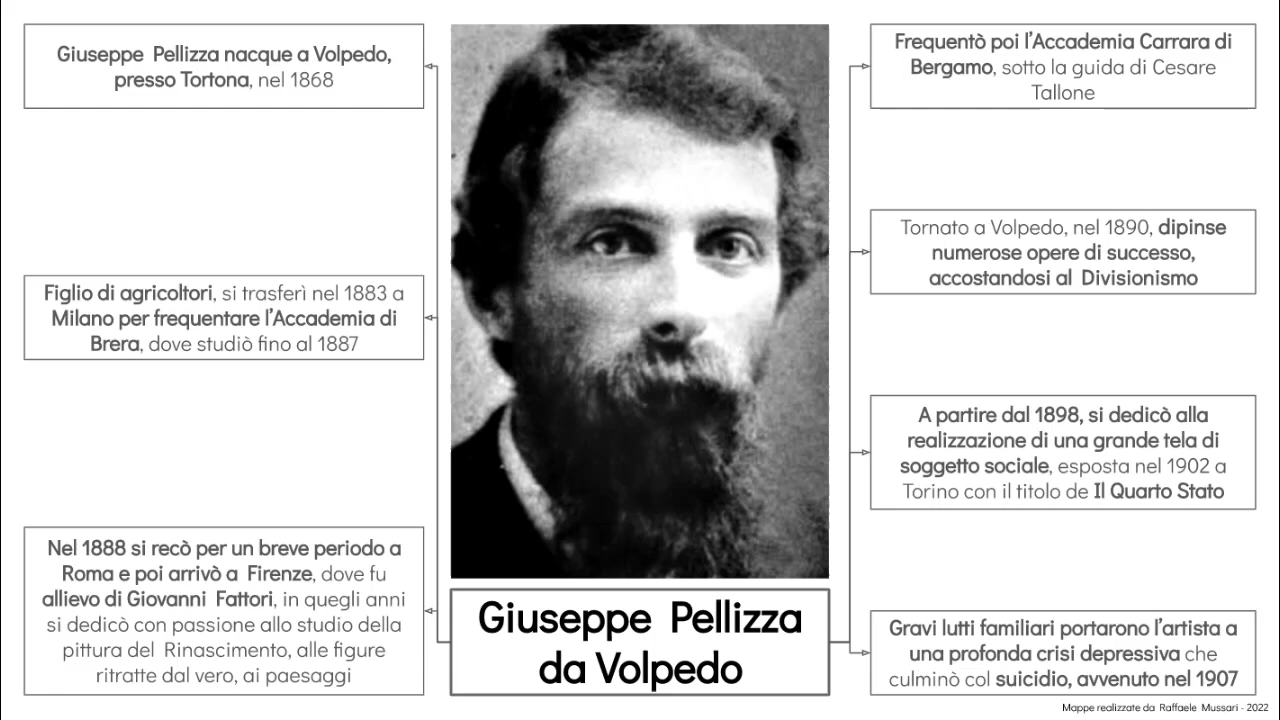 Giuseppe Pellizza nacque a Volpedo,
presso Tortona, nel 1868
Figlio di agricoltori, si trasferì nel 1883 a
Milano per frequentare l'Accademia di
Brera, dove studiò fino al 1887
Nel 1888 si recò per un breve periodo a
Roma e poi arrivò a Firenze, dove fu
allievo di Giovanni Fattori, in quegli anni
si dedicò con passione allo studio della
pittura del Rinascimento, alle figure
ritratte dal vero, ai paesaggi
Giuseppe Pellizza
da Volpedo
Frequentò poi l'Accademia Carrara di
Bergamo, sotto la guida di Cesare
Tallone
Tornato a Volpedo, nel 1890, dipinse
numerose opere di successo,
accostandosi al Divisionismo
A partire dal 1898, si dedicò alla
realizzazione di una grande tela di
soggetto sociale, esposta nel 1902 a
Torino con il titolo de Il Quarto Stato
Gravi lutti familiari portarono l'artista a
una profonda crisi depressiva che
culminò col suicidio, avvenuto nel 1907
Mappe realizzate da Raffaele Mussari - 2022